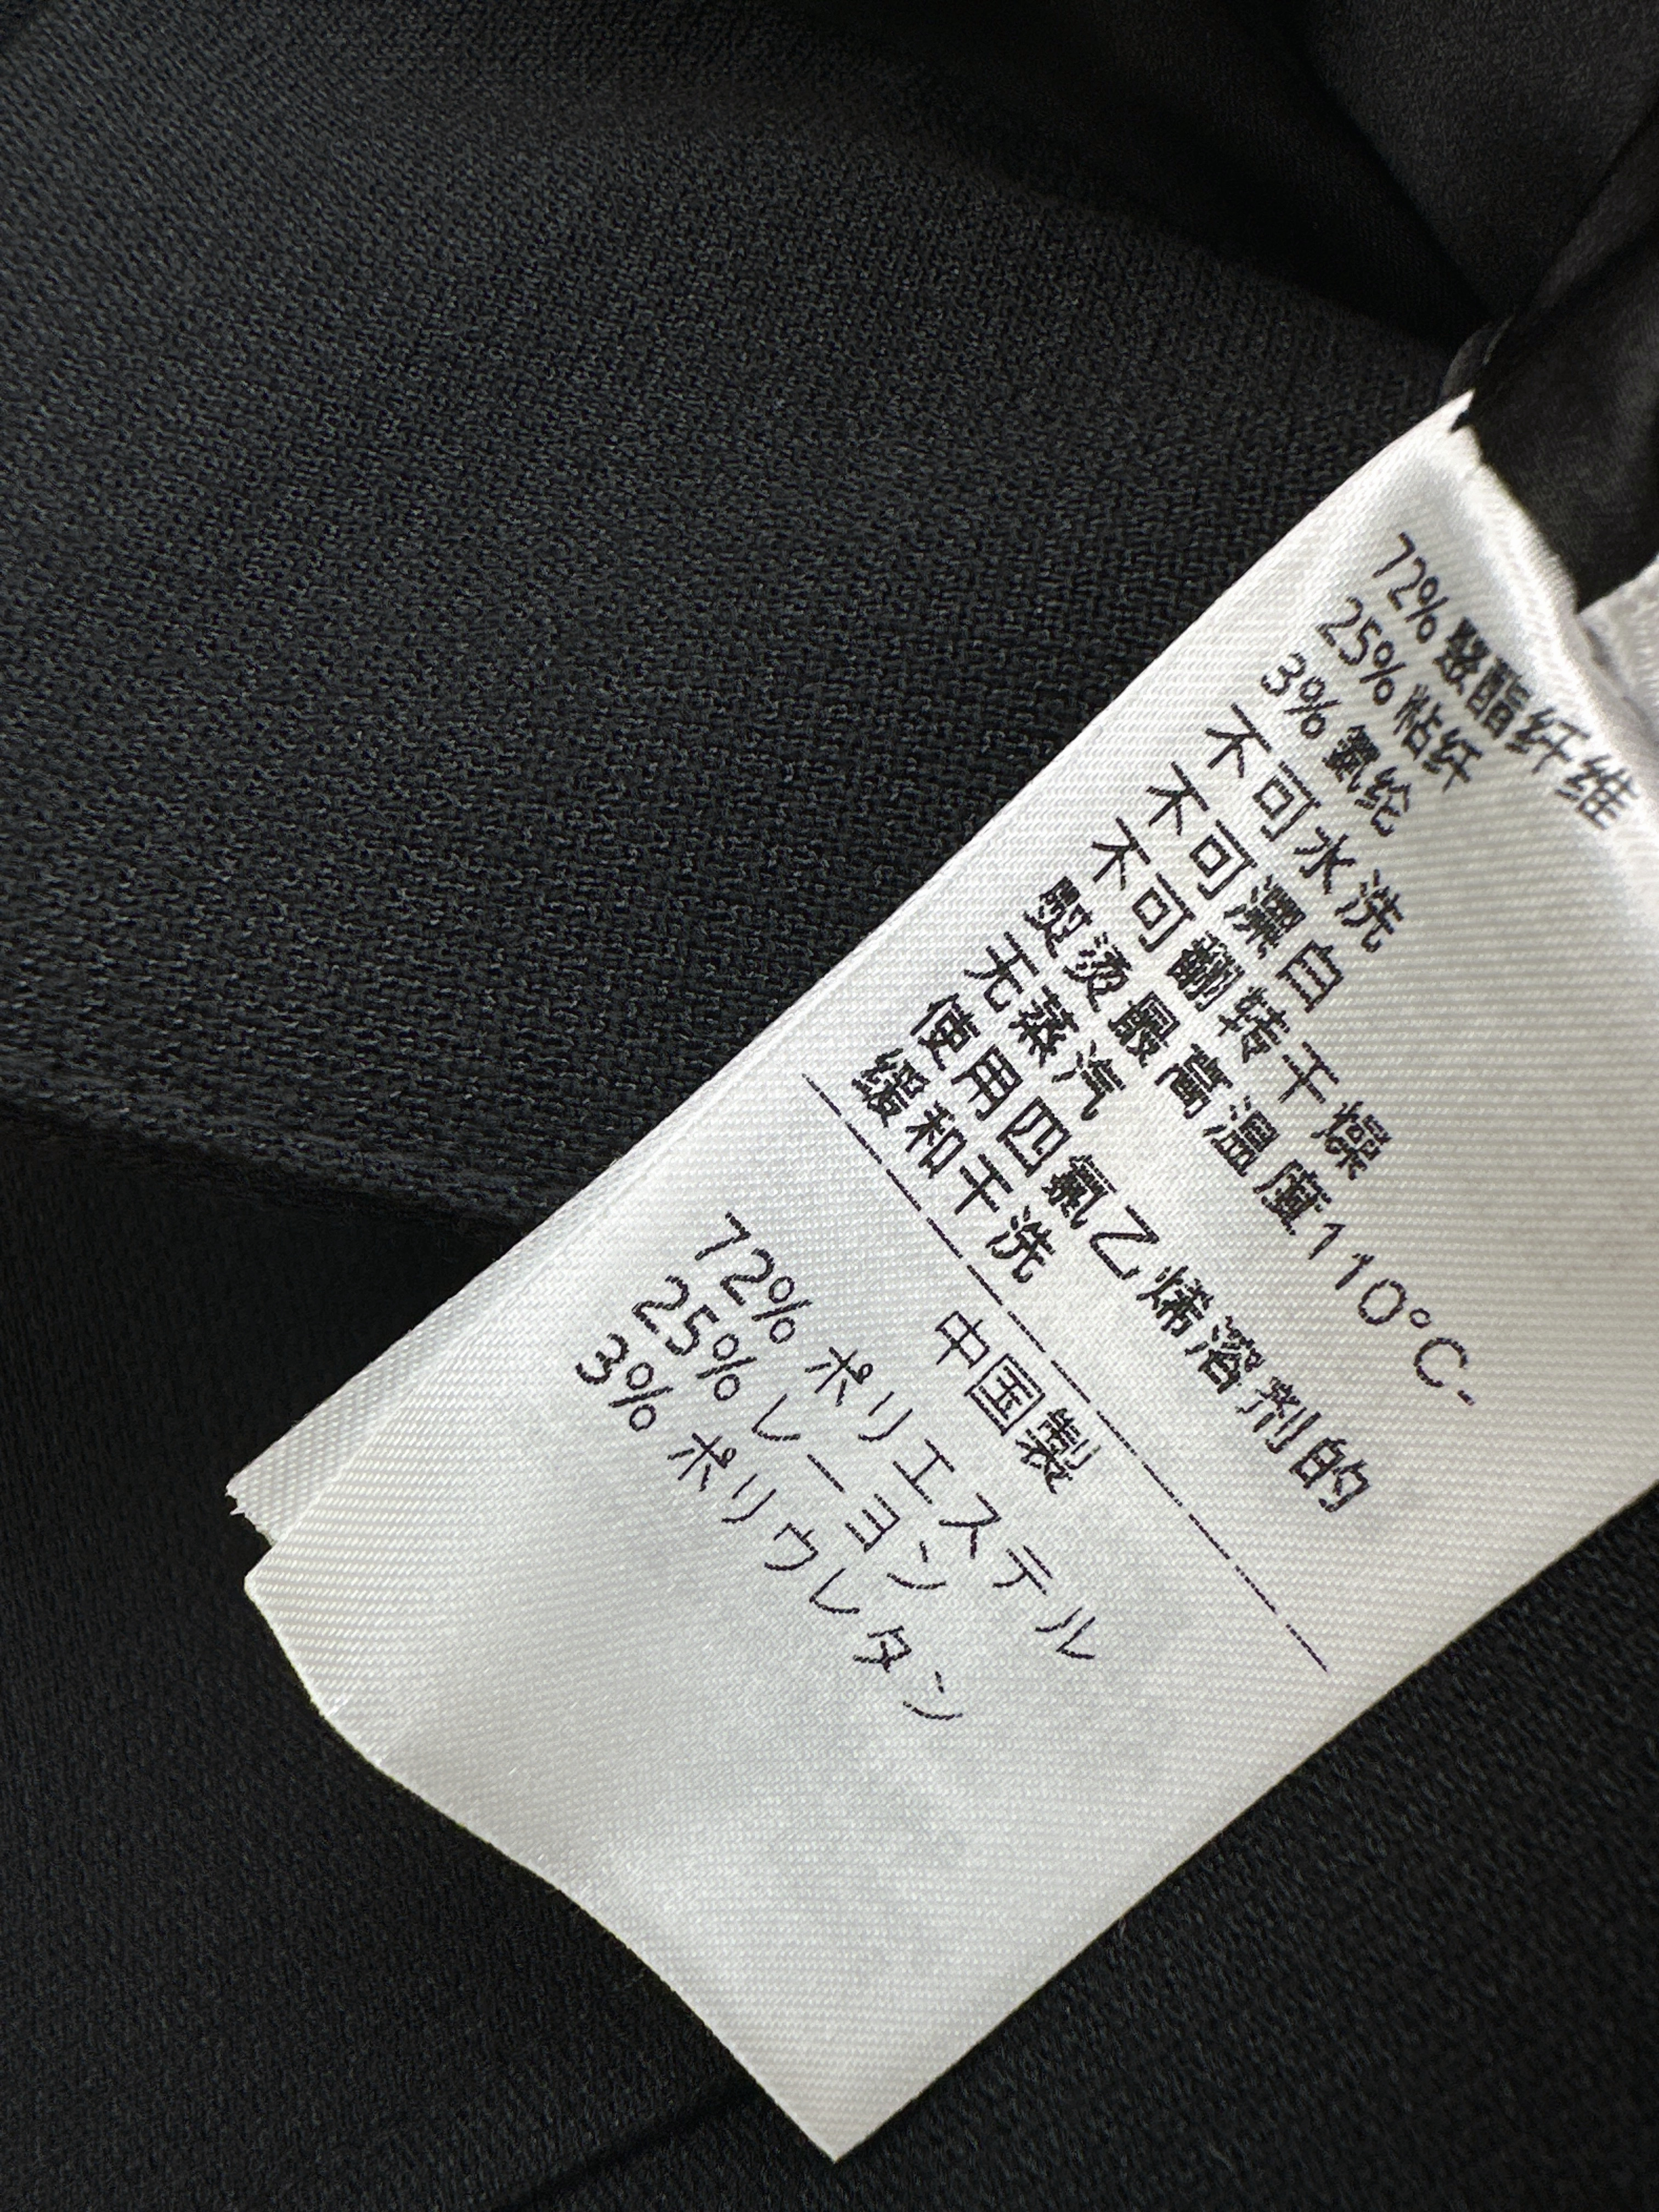 72% 聚酯纤维
25% 粘纤
3% 氨纶
不可水洗
不可漂白
不可翻转干燥
熨烫最高温度110°C-
无蒸汽
使用四氯乙烯溶剂的
缓和干洗
中国製
72% ポリエステル
25% レーヨン
3% ポリウレタン